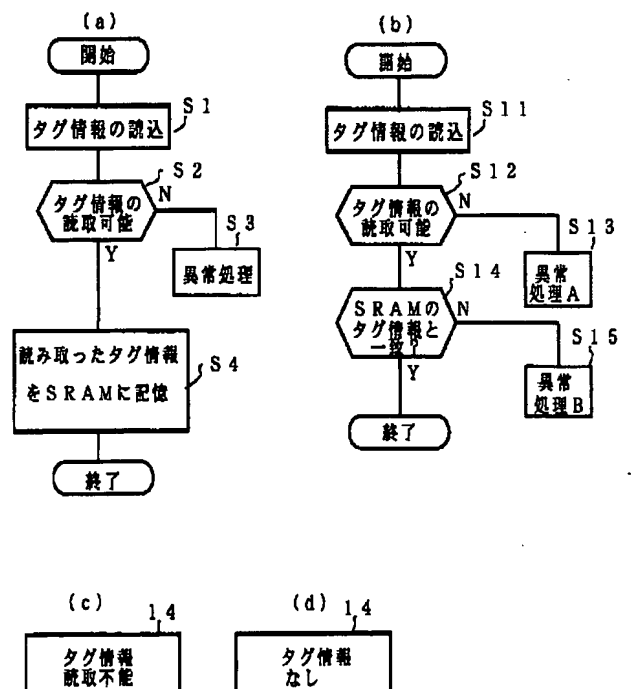 (a)
開始
S1
タグ情報の読込
S2
タグ情報の
読取可能
N
Y
S3
異常処理
読み取ったタグ情報
をSRAMに記憶
S4
終了
(b)
開始
S11
タグ情報の読込
S12
タグ情報の
読取可能
N
Y
S13
異常
処理A
S14
SRAMの
タグ情報と
一致?
N
Y
S15
異常
処理B
終了
(c)
14
タグ情報
読取不能
(d)
14
タグ情報
なし